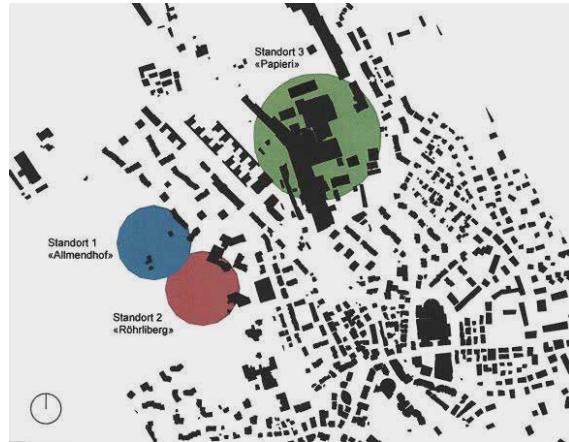 Standort 3
«Papieri»
Standort 1
«Allmendhof»
Standort 2
«Röhrliberg»